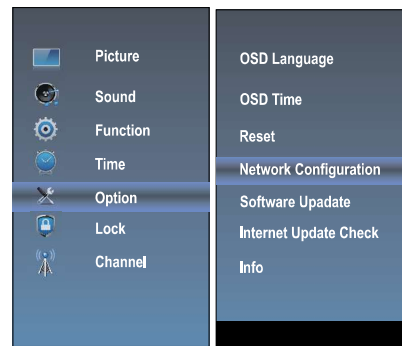 Picture
Sound
Function
Time
Option
Lock
Channel
OSD Language
OSD Time
Reset
Network Configuration
Software Upadate
Internet Update Check
Info